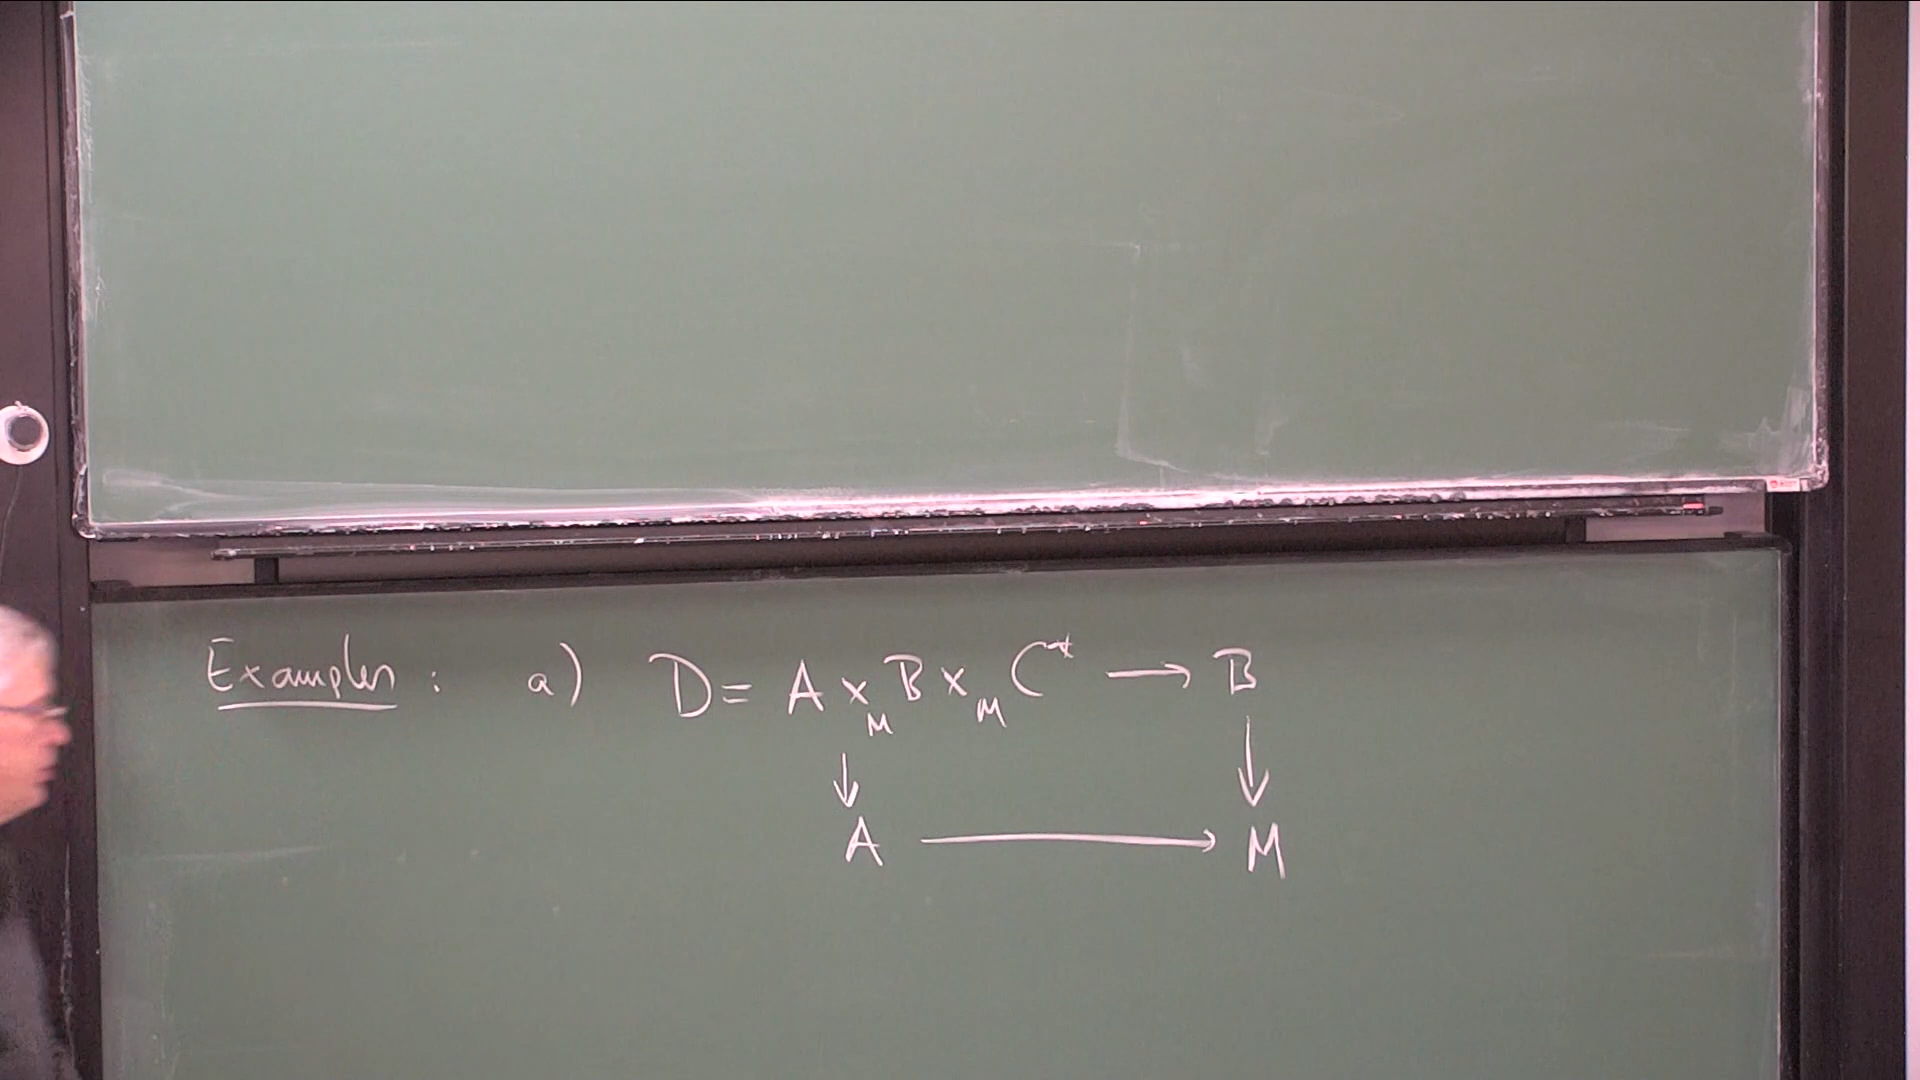 Examples : a) D = A ×_M B ×_M C* → B
↓ ↓
A → M